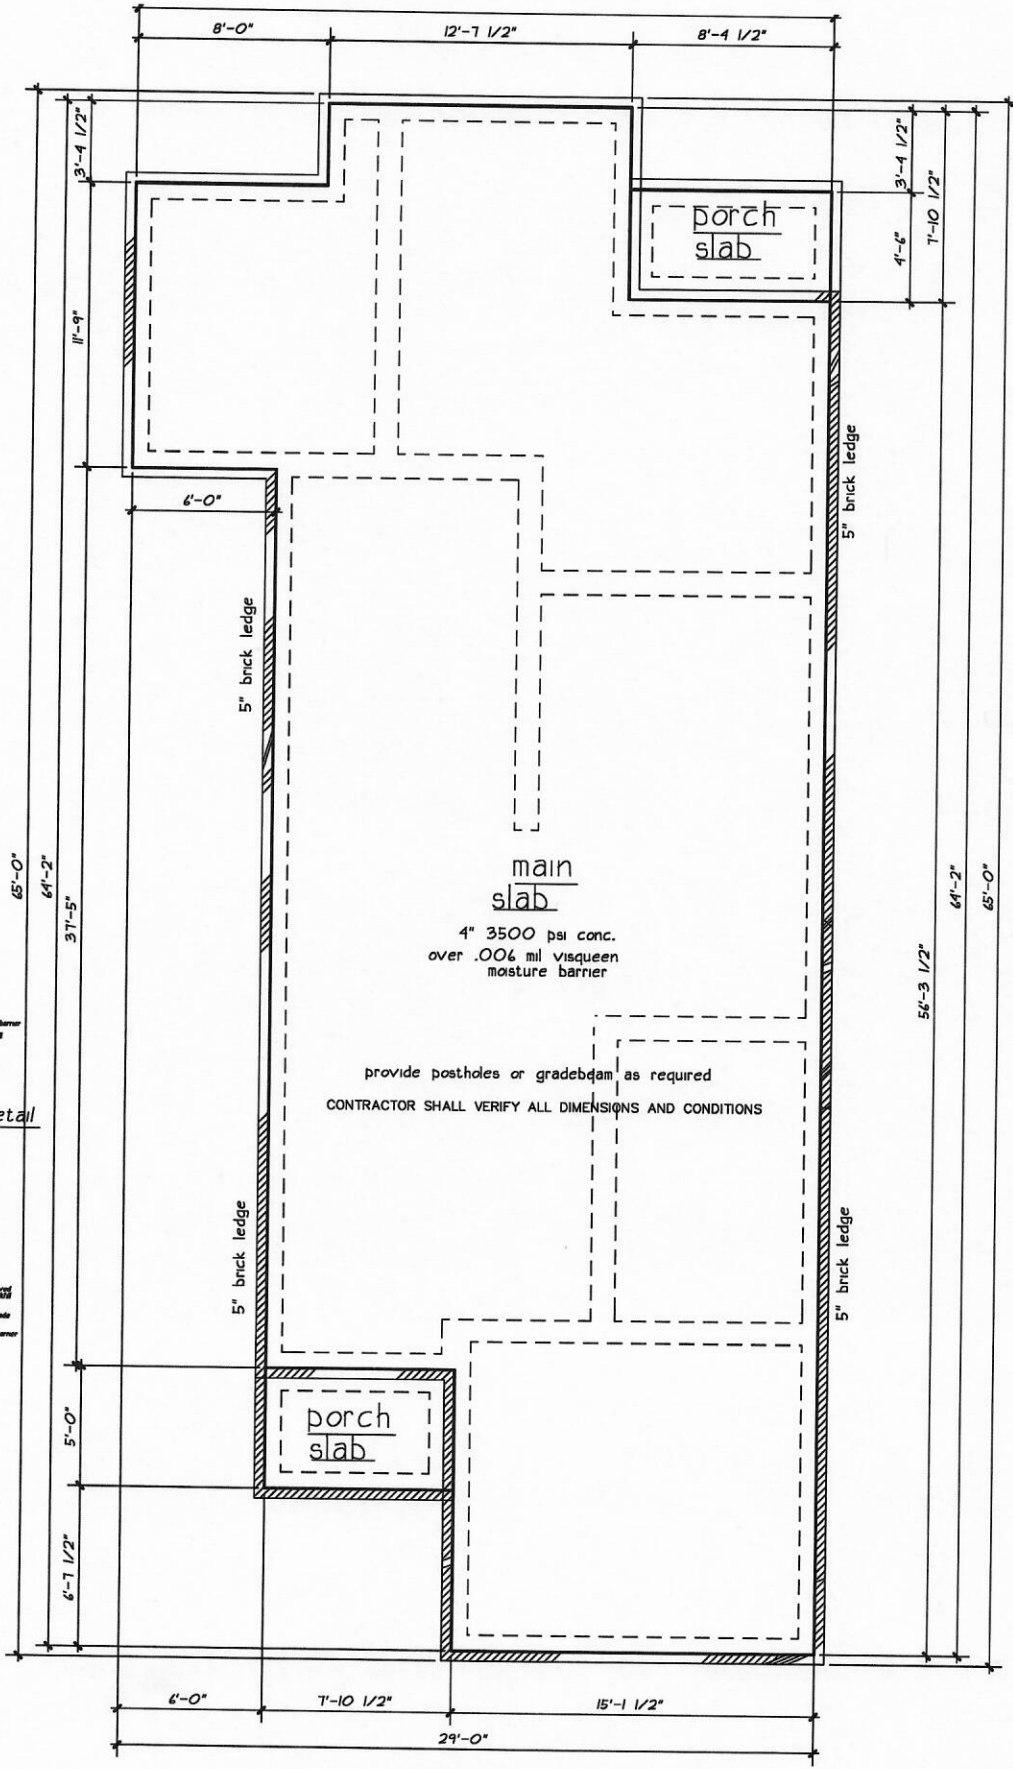 8'-0" 12'-7 1/2" 8'-4 1/2"
3'-4 1/2"
3'-4 1/2"
7'-10 1/2"
4'-6"
porch
slab
11'-9"
6'-0"
5" brick ledge
5" brick ledge
65'-0"
64'-2"
37'-5"
main
slab
4" 3500 psi conc.
over .006 mil visqueen
moisture barrier
64'-2"
65'-0"
56'-3 1/2"
barrier
provide postholes or gradebeam as required
CONTRACTOR SHALL VERIFY ALL DIMENSIONS AND CONDITIONS
etail
5" brick ledge
5" brick ledge
5'-0"
porch
slab
6'-7 1/2"
6'-0" 7'-10 1/2" 15'-1 1/2"
29'-0"